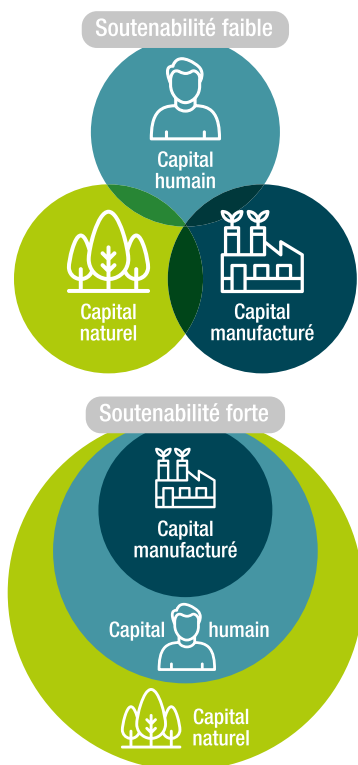 Soutenabilité faible
Capital
humain
Capital
naturel
Capital
manufacturé
Soutenabilité forte
Capital
manufacturé
Capital humain
Capital
naturel